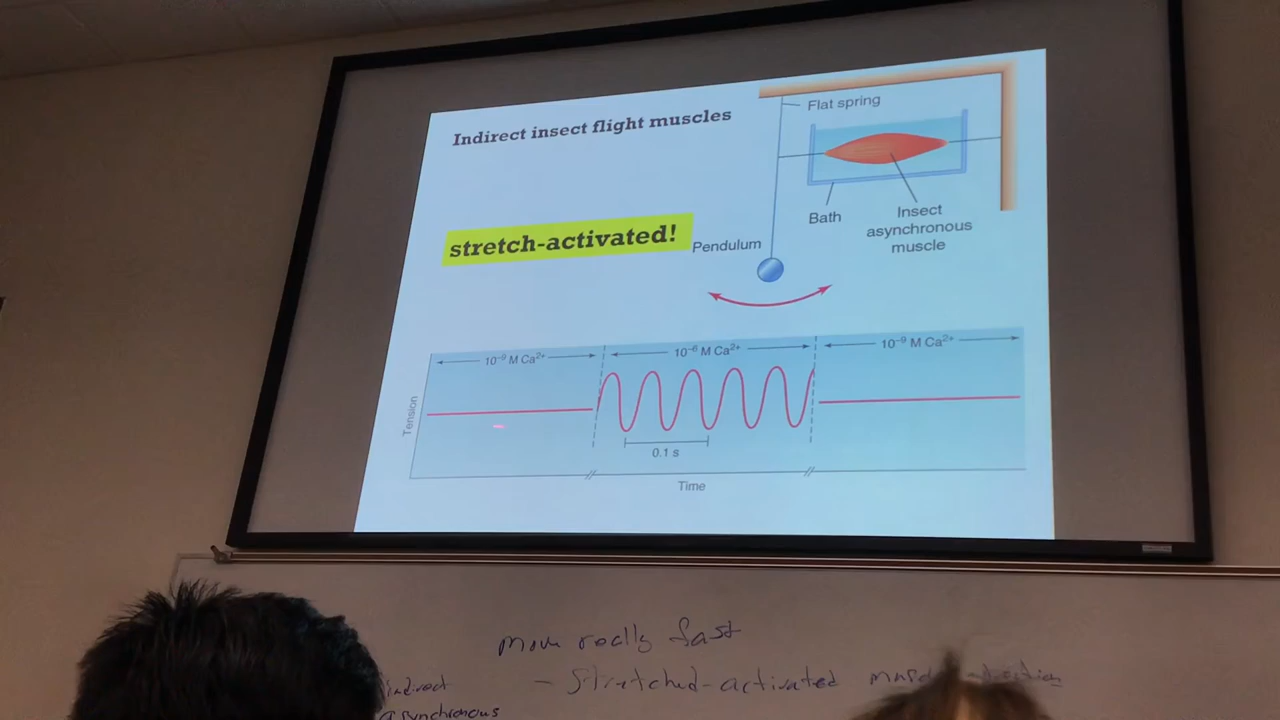 Indirect insect flight muscles
Flat spring
stretch-activated!
Bath
Insect
asynchronous
muscle
Pendulum
10⁻⁹ M Ca²⁺
10⁻⁶ M Ca²⁺
10⁻⁹ M Ca²⁺
Tension
0.1 s
Time
move really fast
indirect
- Stretched-activated
asynchronous